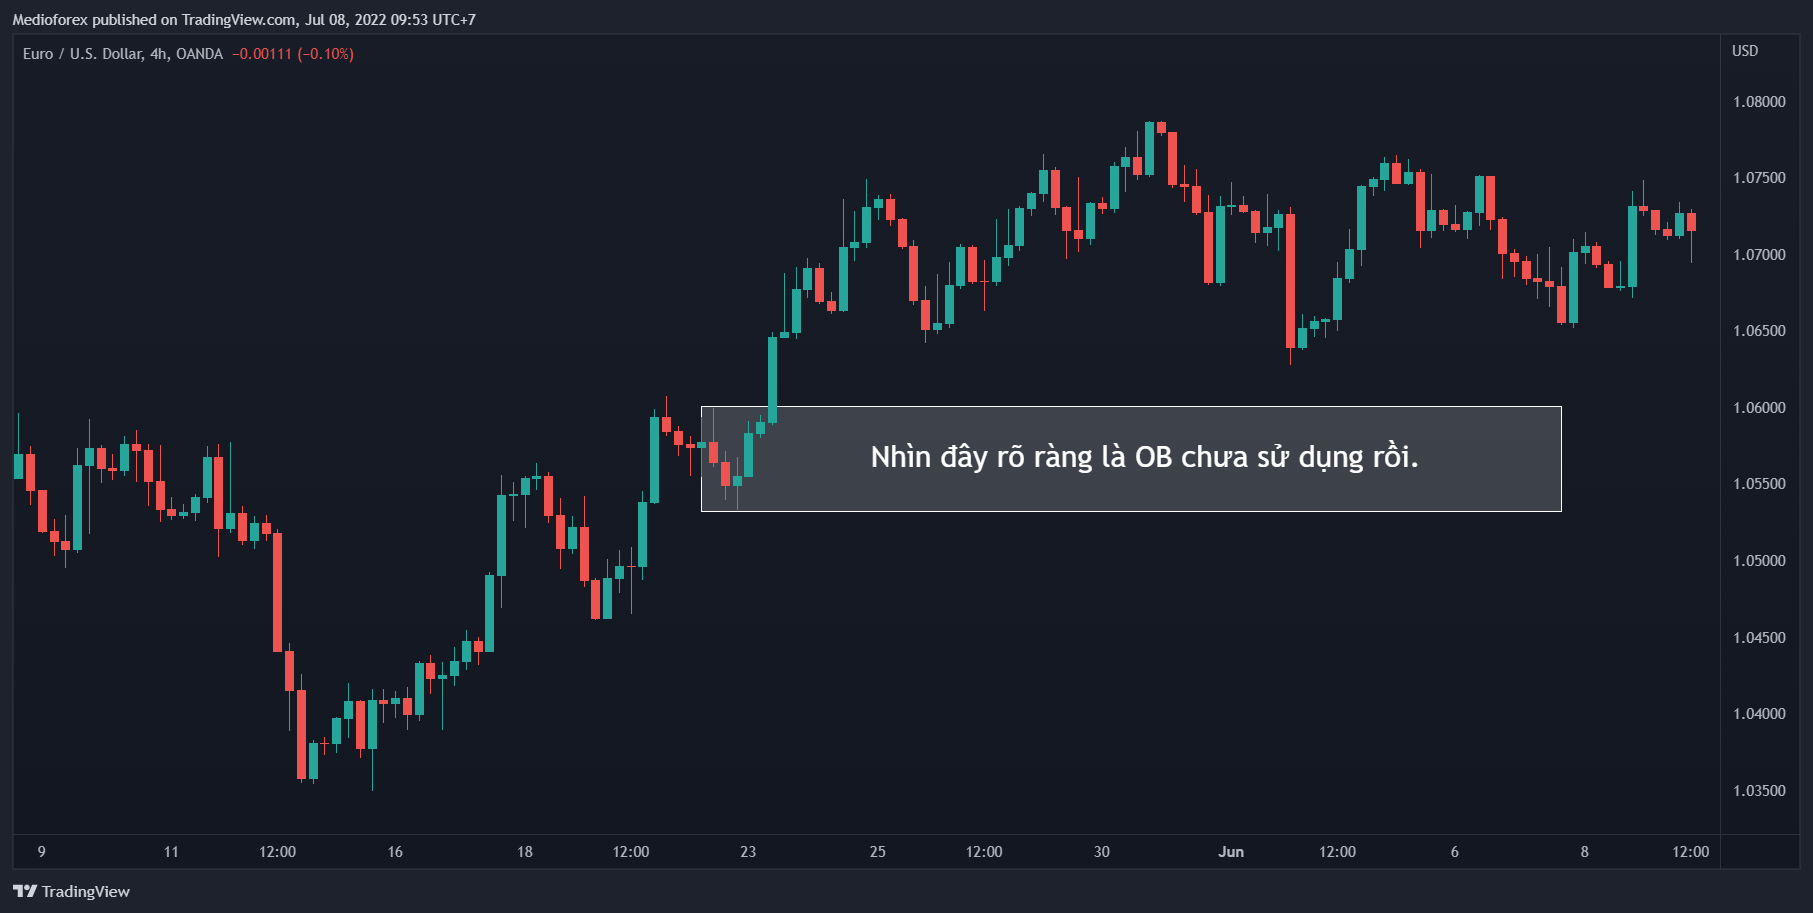 Medioforex published on TradingView.com, Jul 08, 2022 09:53 UTC+7
Euro / U.S. Dollar, 4h, OANDA −0.00111 (−0.10%)
USD
1.08000
1.07500
1.07000
1.06500
1.06000
Nhìn đây rõ ràng là OB chưa sử dụng rồi.
1.05500
1.05000
1.04500
1.04000
1.03500
9 11 12:00 16 18 12:00 23 25 12:00 30 Jun 12:00 6 8 12:00
TradingView